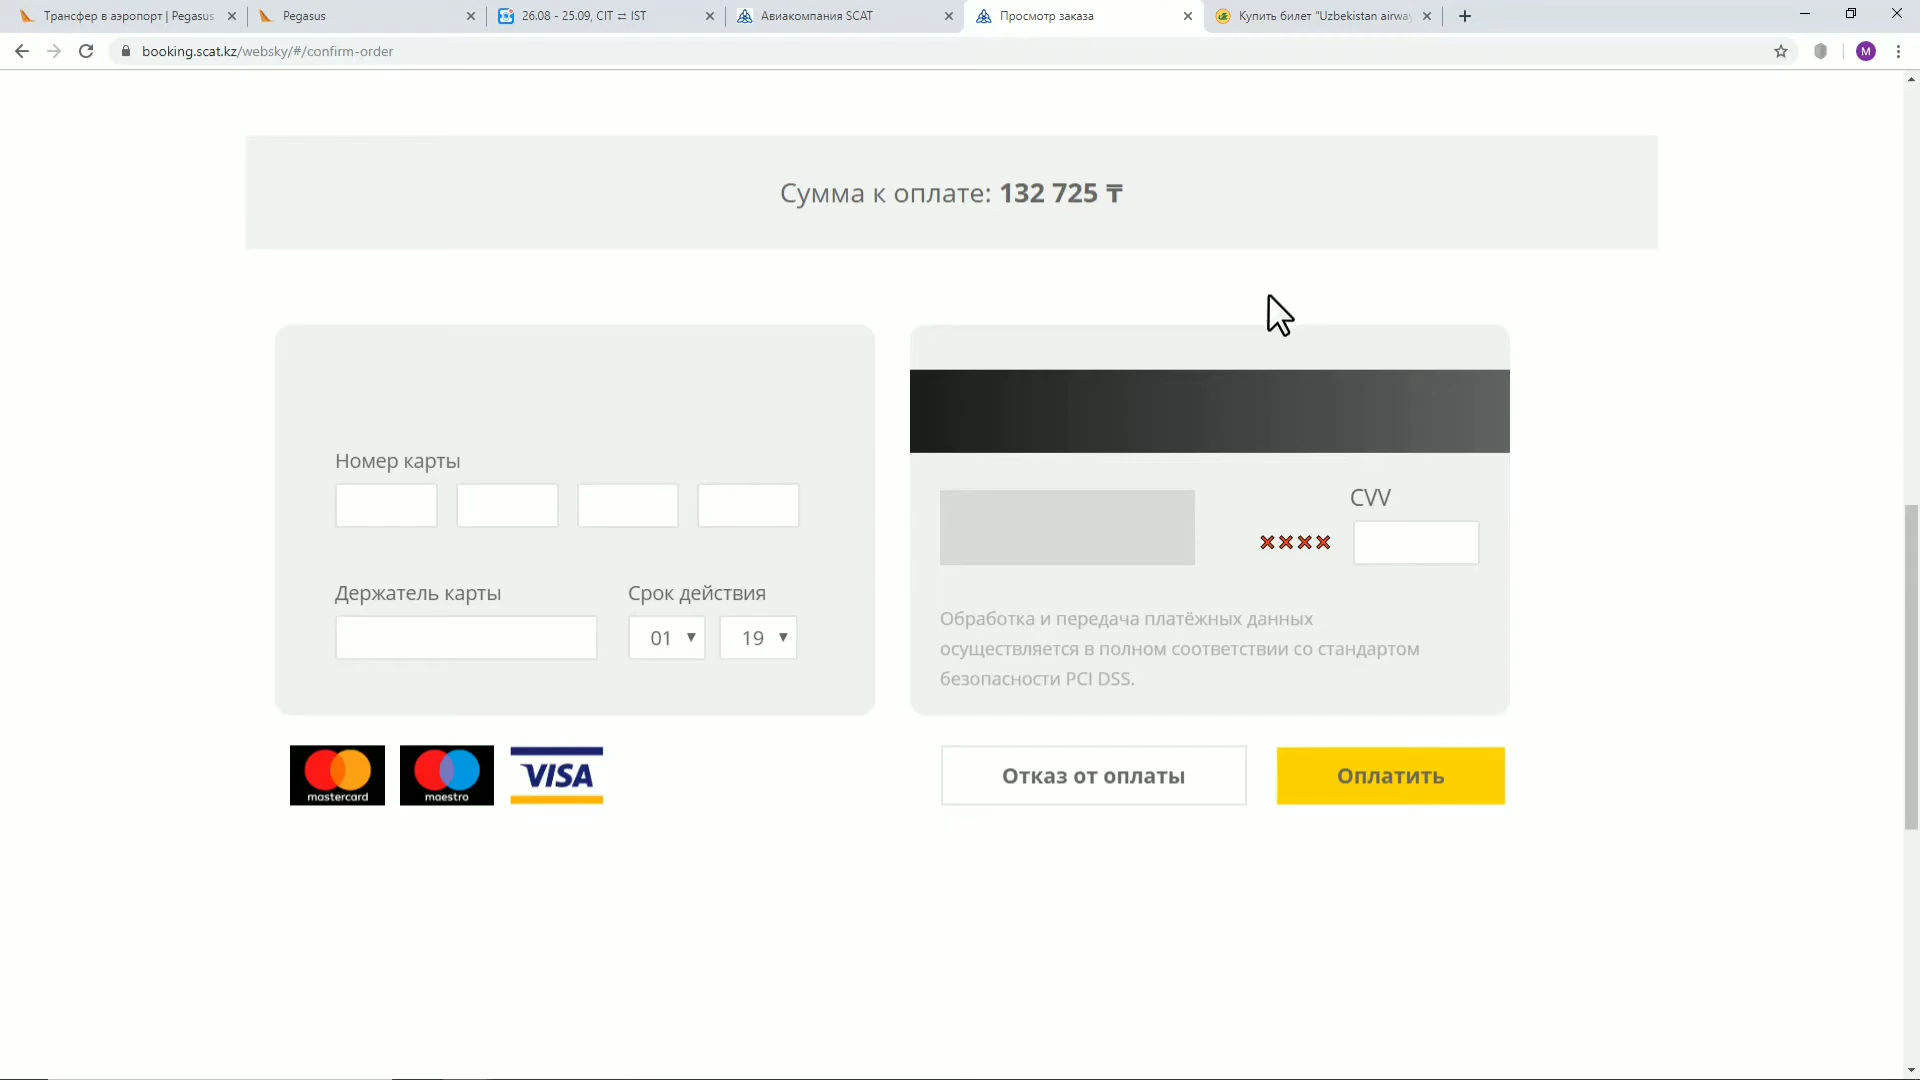 Трансфер в аэропорт | Pegasus
Pegasus
26.08 - 25.09, CIT ⇄ IST
Авиакомпания SCAT
Просмотр заказа
Купить билет "Uzbekistan airway
booking.scat.kz/websky/#/confirm-order
M
Сумма к оплате: 132 725 ₸
Номер карты
CVV
Держатель карты
Срок действия
01
19
Обработка и передача платёжных данных
осуществляется в полном соответствии со стандартом
безопасности PCI DSS.
mastercard
maestro
VISA
Отказ от оплаты
Оплатить